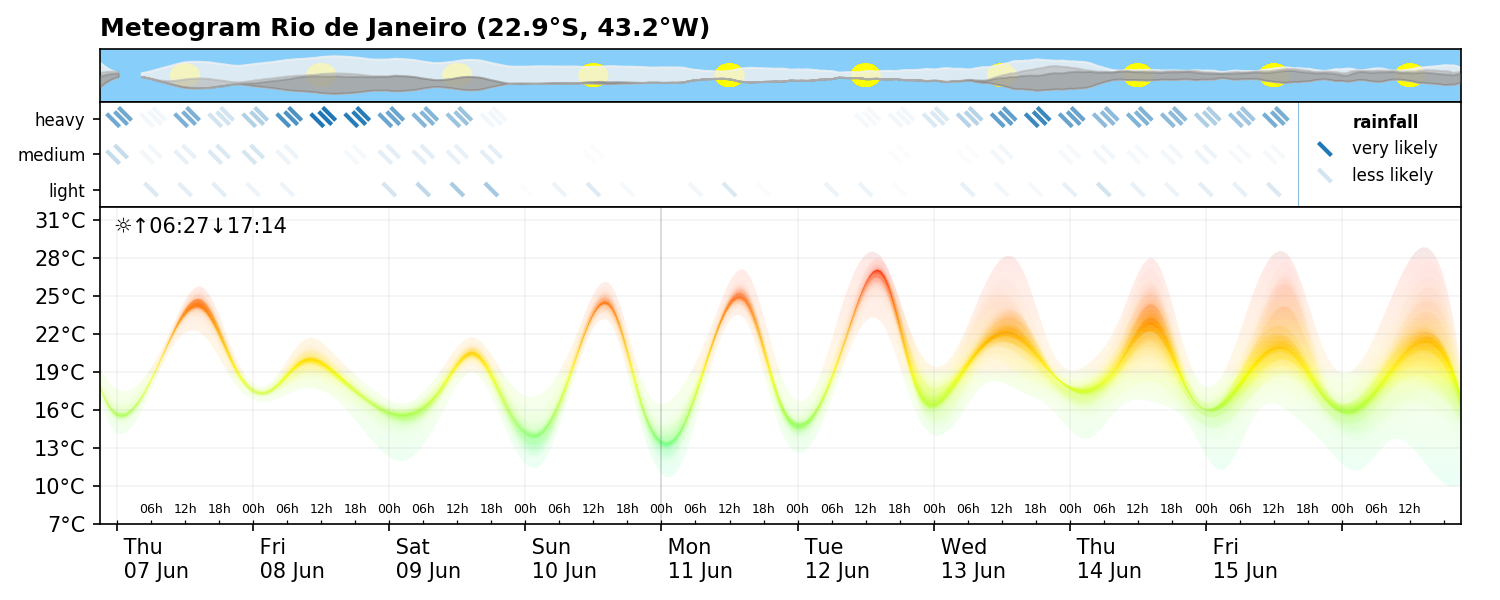 Meteogram Rio de Janeiro (22.9°S, 43.2°W)
heavy
medium
light
rainfall
very likely
less likely
☼↑06:27↓17:14
31°C
28°C
25°C
22°C
19°C
16°C
13°C
10°C
7°C
06h 12h 18h 00h 06h 12h 18h 00h 06h 12h 18h 00h 06h 12h 18h 00h 06h 12h 18h 00h 06h 12h 18h 00h 06h 12h 18h 00h 06h 12h 18h 00h 06h 12h 18h 00h 06h 12h
Thu Fri Sat Sun Mon Tue Wed Thu Fri
07 Jun 08 Jun 09 Jun 10 Jun 11 Jun 12 Jun 13 Jun 14 Jun 15 Jun